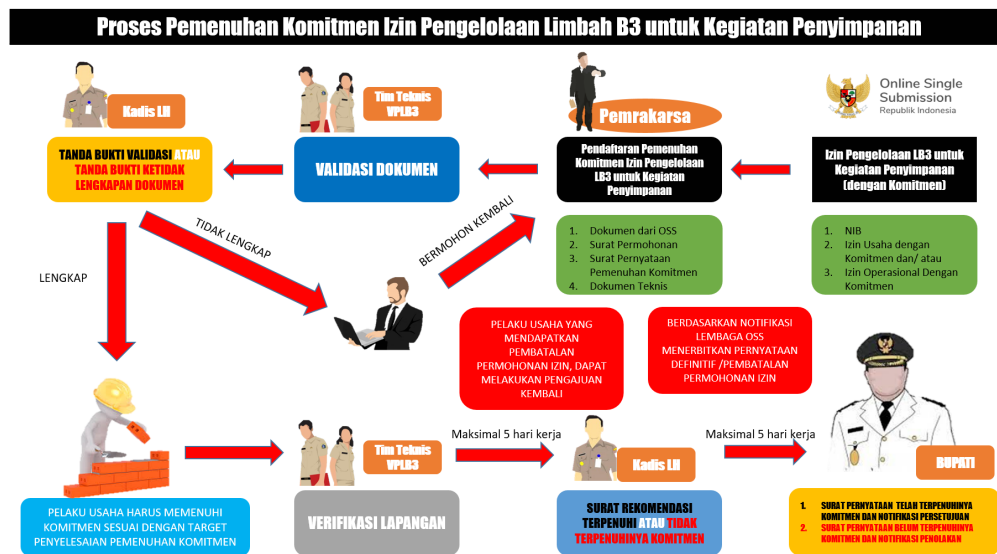 Proses Pemenuhan Komitmen Izin Pengelolaan Limbah B3 untuk Kegiatan Penyimpanan
Kadis LH
Tim Teknis
VPLB3
Pemrakarsa
Online Single
Submission
Republik Indonesia
TANDA BUKTI VALIDASI ATAU
TANDA BUKTI KETIDAK
LENGKAPAN DOKUMEN
VALIDASI DOKUMEN
Pendaftaran Pemenuhan
Komitmen Izin Pengelolaan
LB3 untuk Kegiatan
Penyimpanan
Izin Pengelolaan LB3 untuk
Kegiatan Penyimpanan
(dengan Komitmen)
1. Dokumen dari OSS
2. Surat Permohonan
3. Surat Pernyataan
Pemenuhan Komitmen
4. Dokumen Teknis
1. NIB
2. Izin Usaha dengan
Komitmen dan/ atau
3. Izin Operasional Dengan
Komitmen
LENGKAP
TIDAK LENGKAP
BERMOHON KEMBALI
PELAKU USAHA YANG
MENDAPATKAN
PEMBATALAN
PERMOHONAN IZIN, DAPAT
MELAKUKAN PENGAJUAN
KEMBALI
BERDASARKAN NOTIFIKASI
LEMBAGA OSS
MENERBITKAN PERNYATAAN
DEFINITIF /PEMBATALAN
PERMOHONAN IZIN
Tim Teknis
VPLB3
Maksimal 5 hari kerja
Kadis LH
Maksimal 5 hari kerja
BUPATI
PELAKU USAHA HARUS MEMENUHI
KOMITMEN SESUAI DENGAN TARGET
PENYELESAIAN PEMENUHAN KOMITMEN
VERIFIKASI LAPANGAN
SURAT REKOMENDASI
TERPENUHI ATAU TIDAK
TERPENUHINYA KOMITMEN
1. SURAT PERNYATAAN TELAH TERPENUHINYA
KOMITMEN DAN NOTIFIKASI PERSETUJUAN
2. SURAT PERNYATAAN BELUM TERPENUHINYA
KOMITMEN DAN NOTIFIKASI PENOLAKAN